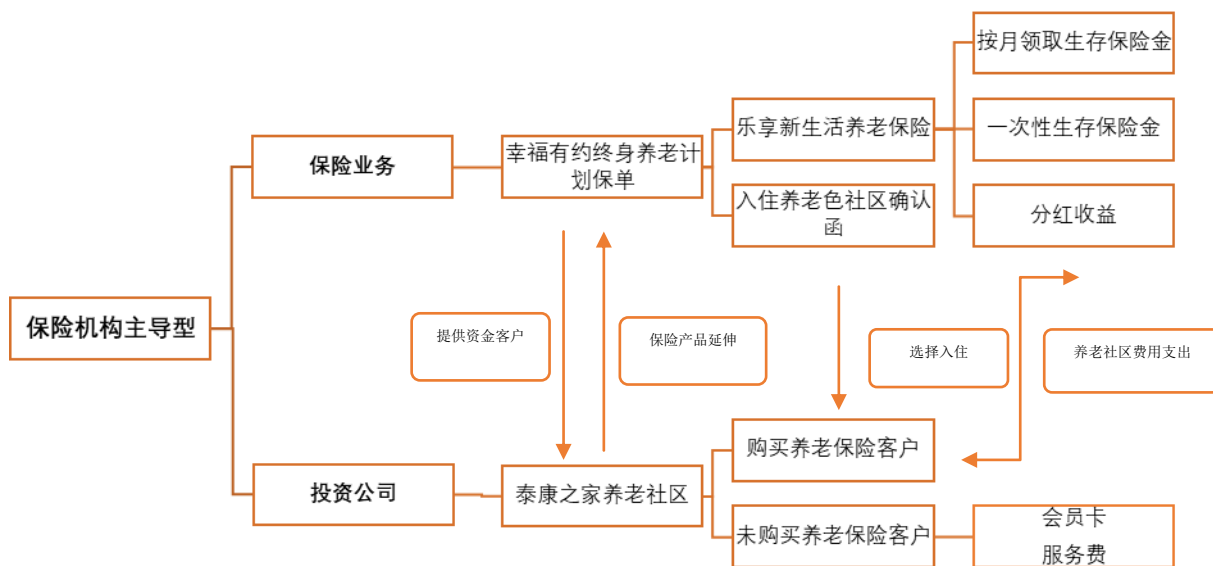 按月领取生存保险金
乐享新生活养老保险
一次性生存保险金
保险业务
幸福有约终身养老计
划保单
入住养老色社区确认
函
分红收益
保险机构主导型
提供资金客户
保险产品延伸
选择入住
养老社区费用支出
购买养老保险客户
投资公司
泰康之家养老社区
未购买养老保险客户
会员卡
服务费